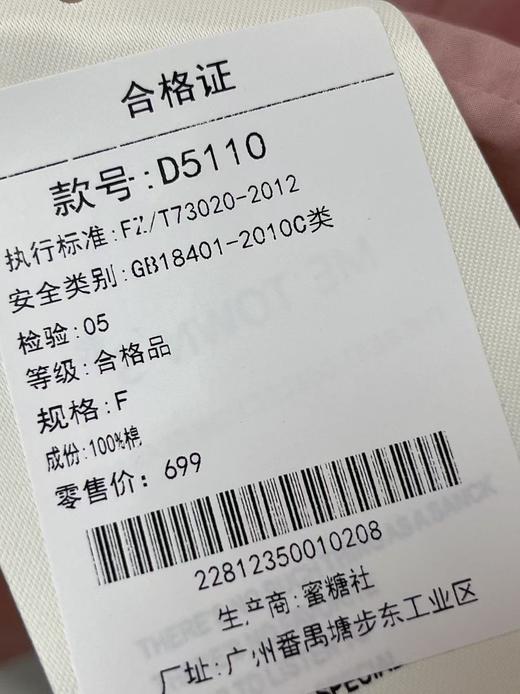 合格证
款号:D5110
执行标准:FZ/T73020-2012
安全类别:GB18401-2010C类
检验:05
等级:合格品
规格:F
成份:100%棉
零售价: 699
22812350010208
生产商:蜜糖社
厂址:广州番禺塘步东工业区